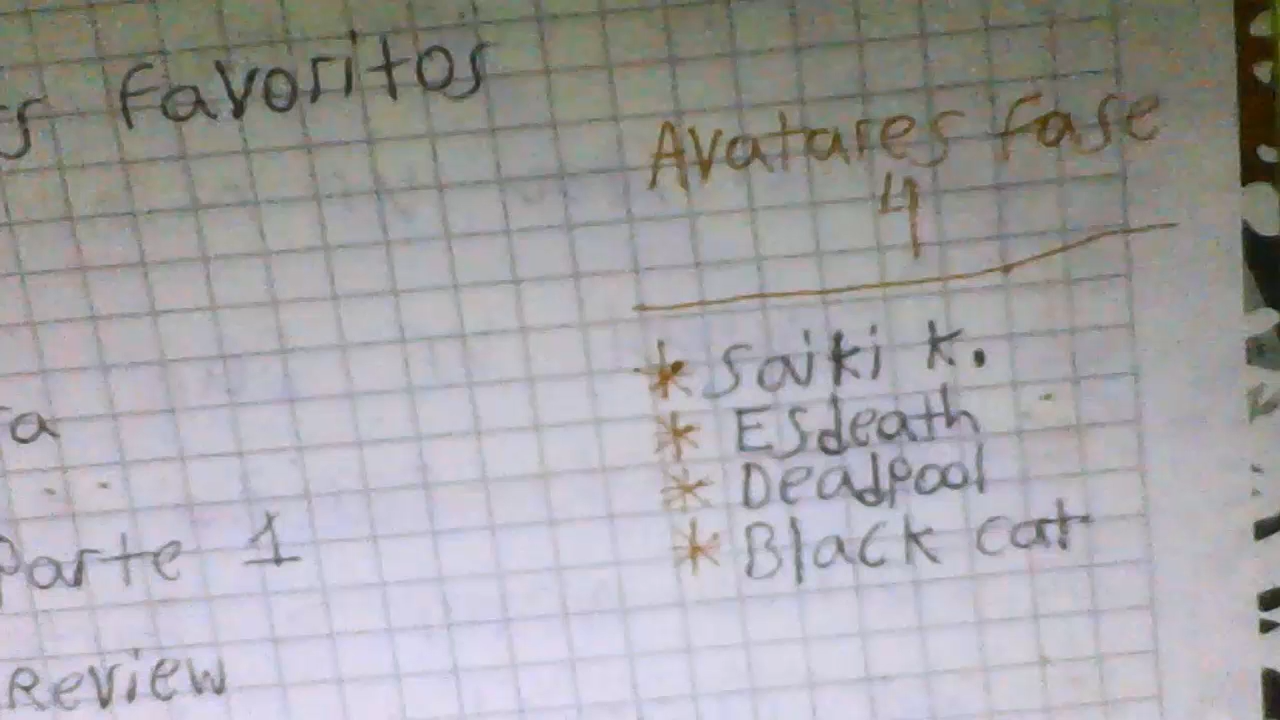 favoritos
Avatares fase
4
* Saiki K.
* Esdeath
* Deadpool
* Black cat
Parte 1
Review